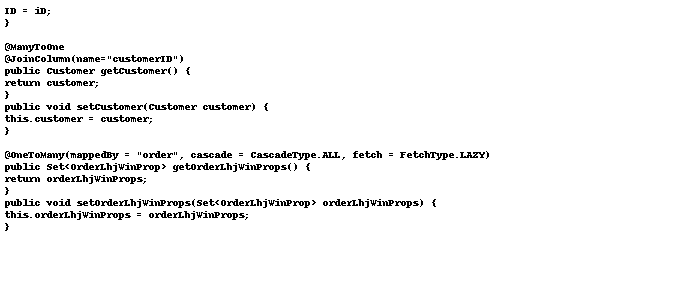 ID = iD;
}
@ManyToOne
@JoinColumn(name="customerID")
public Customer getCustomer() {
return customer;
}
public void setCustomer(Customer customer) {
this.customer = customer;
}
@OneToMany(mappedBy = "order", cascade = CascadeType.ALL, fetch = FetchType.LAZY)
public Set<OrderLhjWinProp> getOrderLhjWinProps() {
return orderLhjWinProps;
}
public void setOrderLhjWinProps(Set<OrderLhjWinProp> orderLhjWinProps) {
this.orderLhjWinProps = orderLhjWinProps;
}